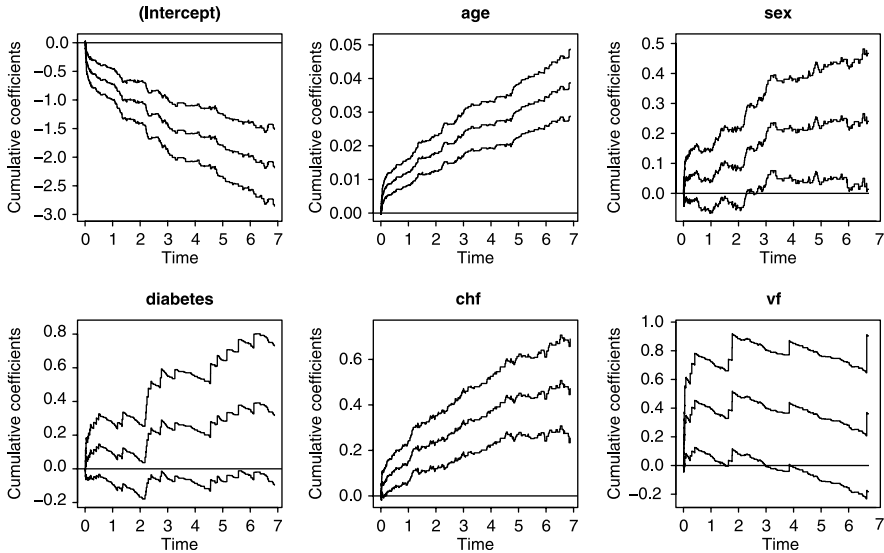 (Intercept)
Cumulative coefficients
0.0
−0.5
−1.0
−1.5
−2.0
−2.5
−3.0
0 1 2 3 4 5 6 7
Time
age
Cumulative coefficients
0.05
0.04
0.03
0.02
0.01
0.00
0 1 2 3 4 5 6 7
Time
sex
Cumulative coefficients
0.5
0.4
0.3
0.2
0.1
0.0
0 1 2 3 4 5 6 7
Time
diabetes
Cumulative coefficients
0.8
0.6
0.4
0.2
0.0
−0.2
0 1 2 3 4 5 6 7
Time
chf
Cumulative coefficients
0.6
0.4
0.2
0.0
0 1 2 3 4 5 6 7
Time
vf
Cumulative coefficients
1.0
0.8
0.6
0.4
0.2
0.0
−0.2
0 1 2 3 4 5 6 7
Time